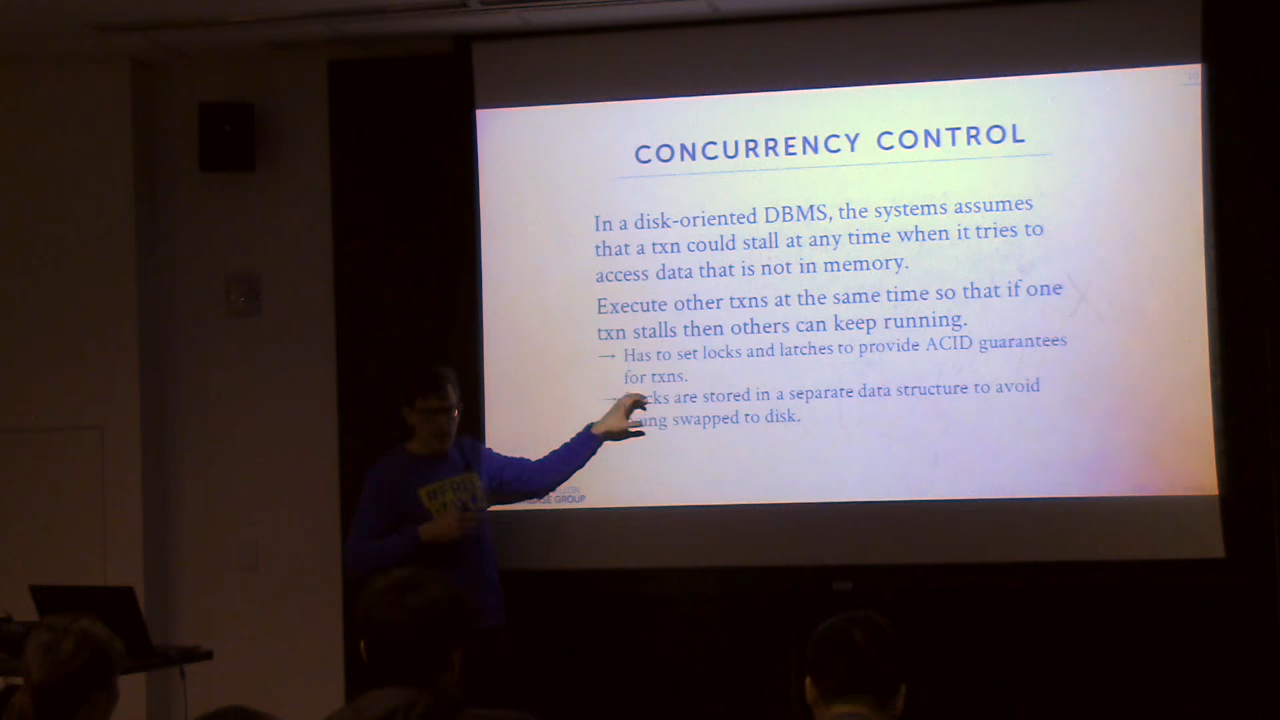 CONCURRENCY CONTROL
In a disk-oriented DBMS, the systems assumes
that a txn could stall at any time when it tries to
access data that is not in memory.
Execute other txns at the same time so that if one
txn stalls then others can keep running.
→ Has to set locks and latches to provide ACID guarantees
for txns.
→ are stored in a separate data structure to avoid
swapped to disk.
GROUP